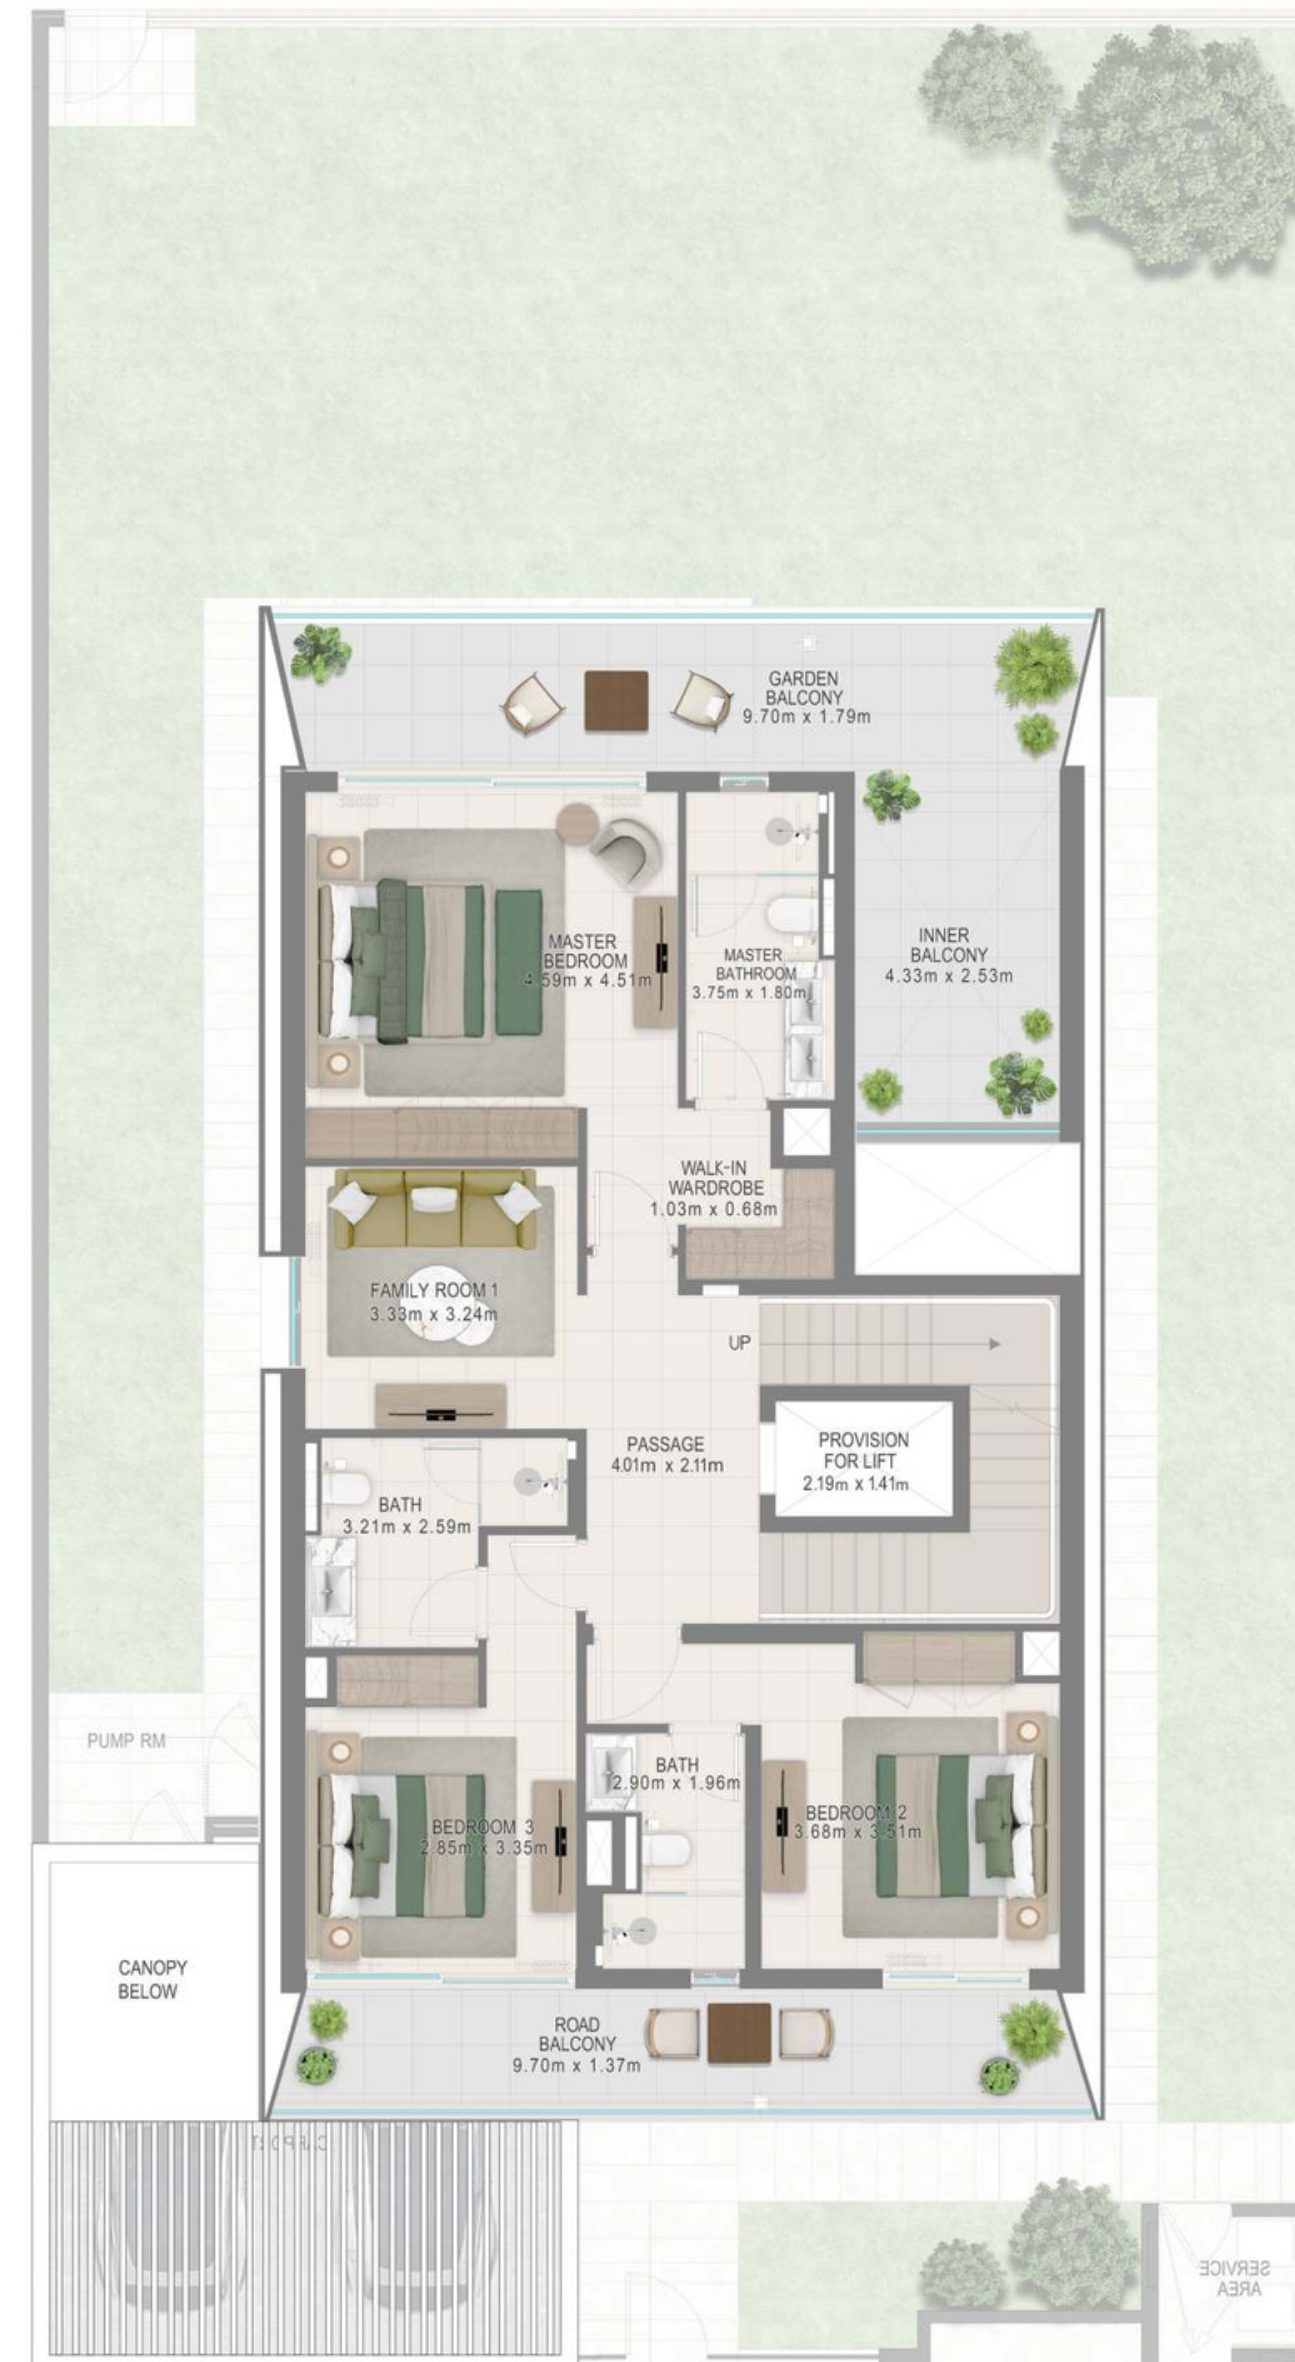 GARDEN
BALCONY
9.70m x 1.79m
MASTER
BEDROOM
4.59m x 4.51m
MASTER
BATHROOM
3.75m x 1.80m
INNER
BALCONY
4.33m x 2.53m
WALK-IN
WARDROBE
1.03m x 0.68m
FAMILY ROOM 1
3.33m x 3.24m
UP
PASSAGE
4.01m x 2.11m
PROVISION
FOR LIFT
2.19m x 1.41m
BATH
3.21m x 2.59m
PUMP RM
BATH
2.90m x 1.96m
BEDROOM 2
3.68m x 3.51m
BEDROOM 3
2.85m x 3.35m
CANOPY
BELOW
ROAD
BALCONY
9.70m x 1.37m
SERVICE
AREA